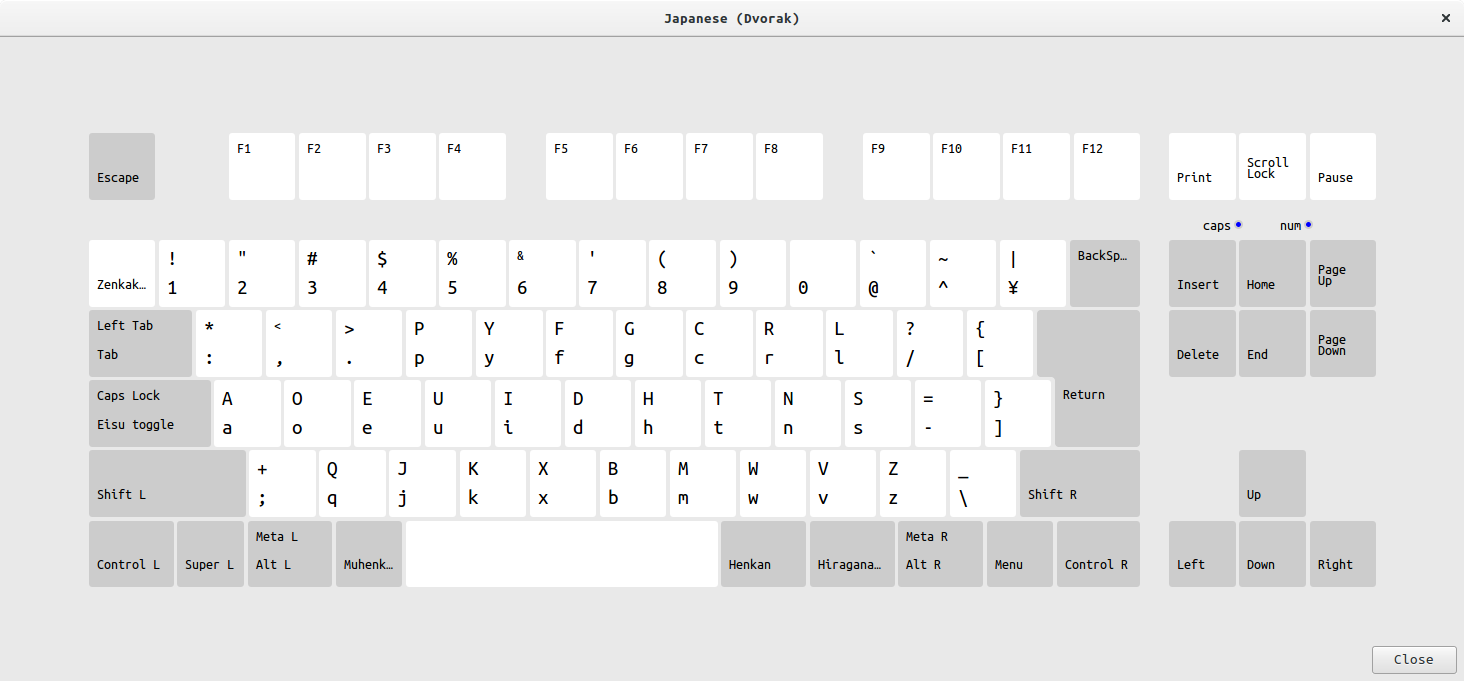 Japanese (Dvorak) ×
F1 F2 F3 F4 F5 F6 F7 F8 F9 F10 F11 F12
Scroll
Escape Print Lock Pause
caps num
! " # $ % & ' ( ) ` ~ | BackSp…
Zenkak… 1 2 3 4 5 6 7 8 9 0 @ ^ ¥ Insert Home Page Up
Left Tab * < > P Y F G C R L ? {
Tab : , . p y f g c r l / [ Delete End Page Down
Caps Lock A O E U I D H T N S = } Return
Eisu toggle a o e u i d h t n s - ]
+ Q J K X B M W V Z _
Shift L ; q j k x b m w v z \ Shift R Up
Meta L Meta R
Control L Super L Alt L Muhenk… Henkan Hiragana… Alt R Menu Control R Left Down Right
Close